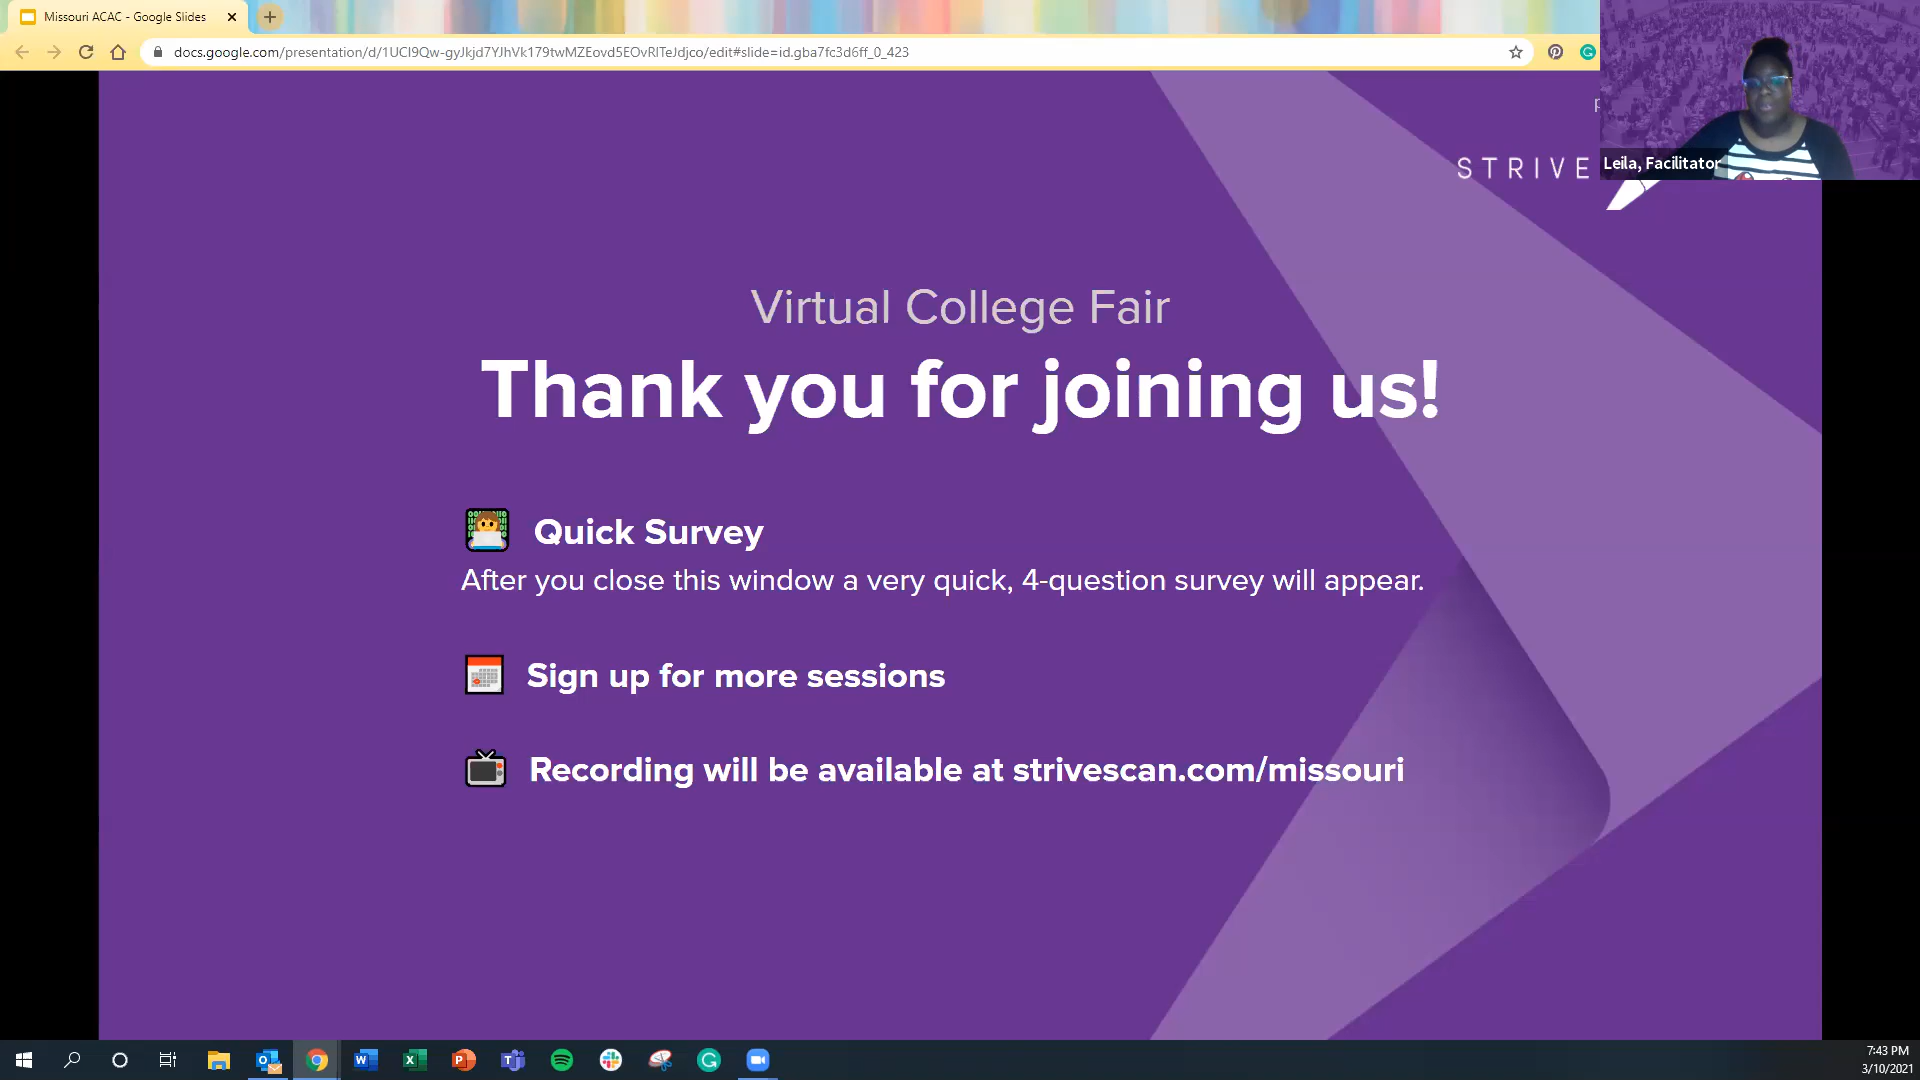 Missouri ACAC - Google Slides
docs.google.com/presentation/d/1UCI9Qw-gyJkjd7YJhVk179twMZEovd5EOvRlTeJdjco/edit#slide=id.gba7fc3d6ff_0_423
STRIVE
Leila, Facilitator
Virtual College Fair
Thank you for joining us!
Quick Survey
After you close this window a very quick, 4-question survey will appear.
Sign up for more sessions
Recording will be available at strivescan.com/missouri
7:43 PM
3/10/2021